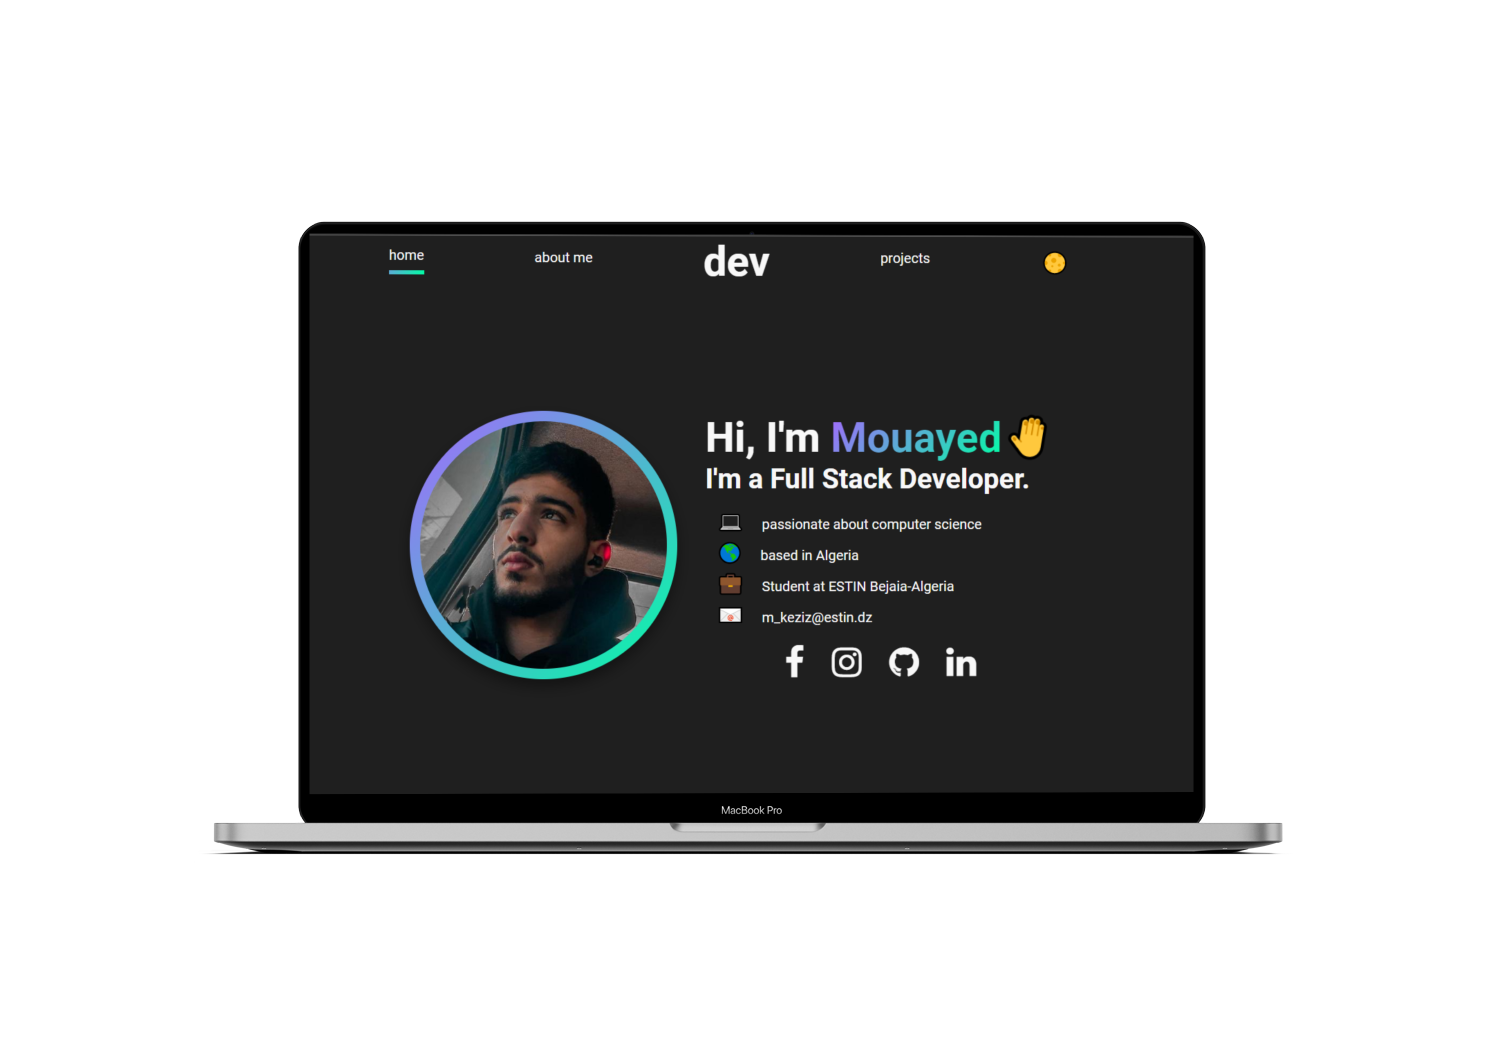 home
about me
dev
projects
Hi, I'm Mouayed
I'm a Full Stack Developer.
passionate about computer science
based in Algeria
Student at ESTIN Bejaia-Algeria
m_keziz@estin.dz
MacBook Pro